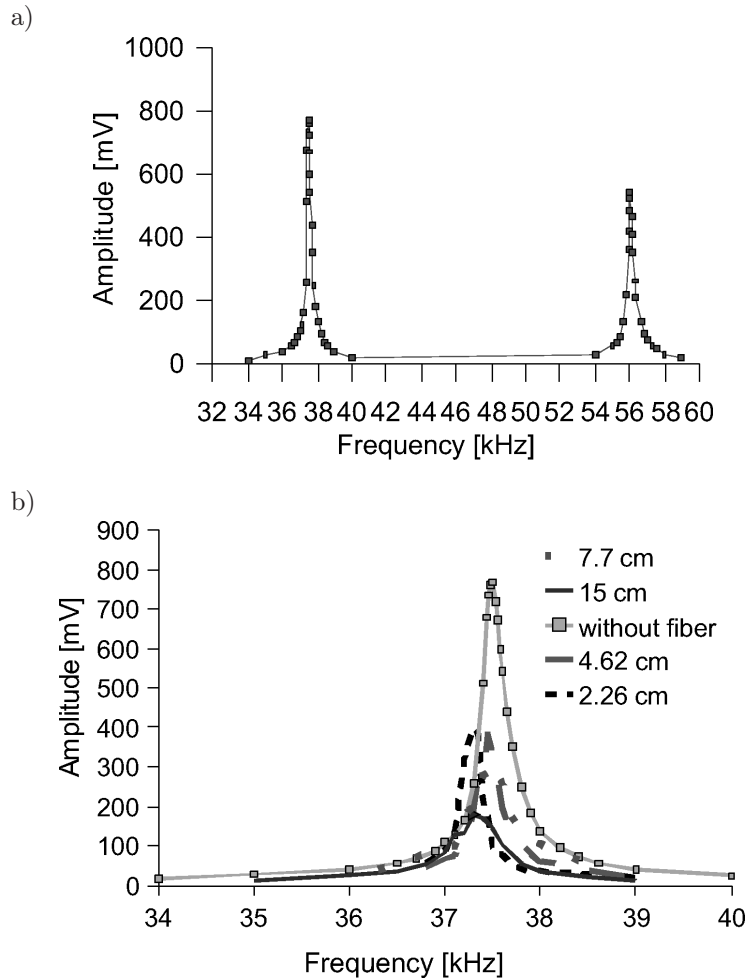 a)
1000
800
600
400
200
0
Amplitude [mV]
32 34 36 38 40 42 44 46 48 50 52 54 56 58 60
Frequency [kHz]
b)
900
800
700
600
500
400
300
200
100
0
Amplitude [mV]
7.7 cm
15 cm
without fiber
4.62 cm
2.26 cm
34 35 36 37 38 39 40
Frequency [kHz]